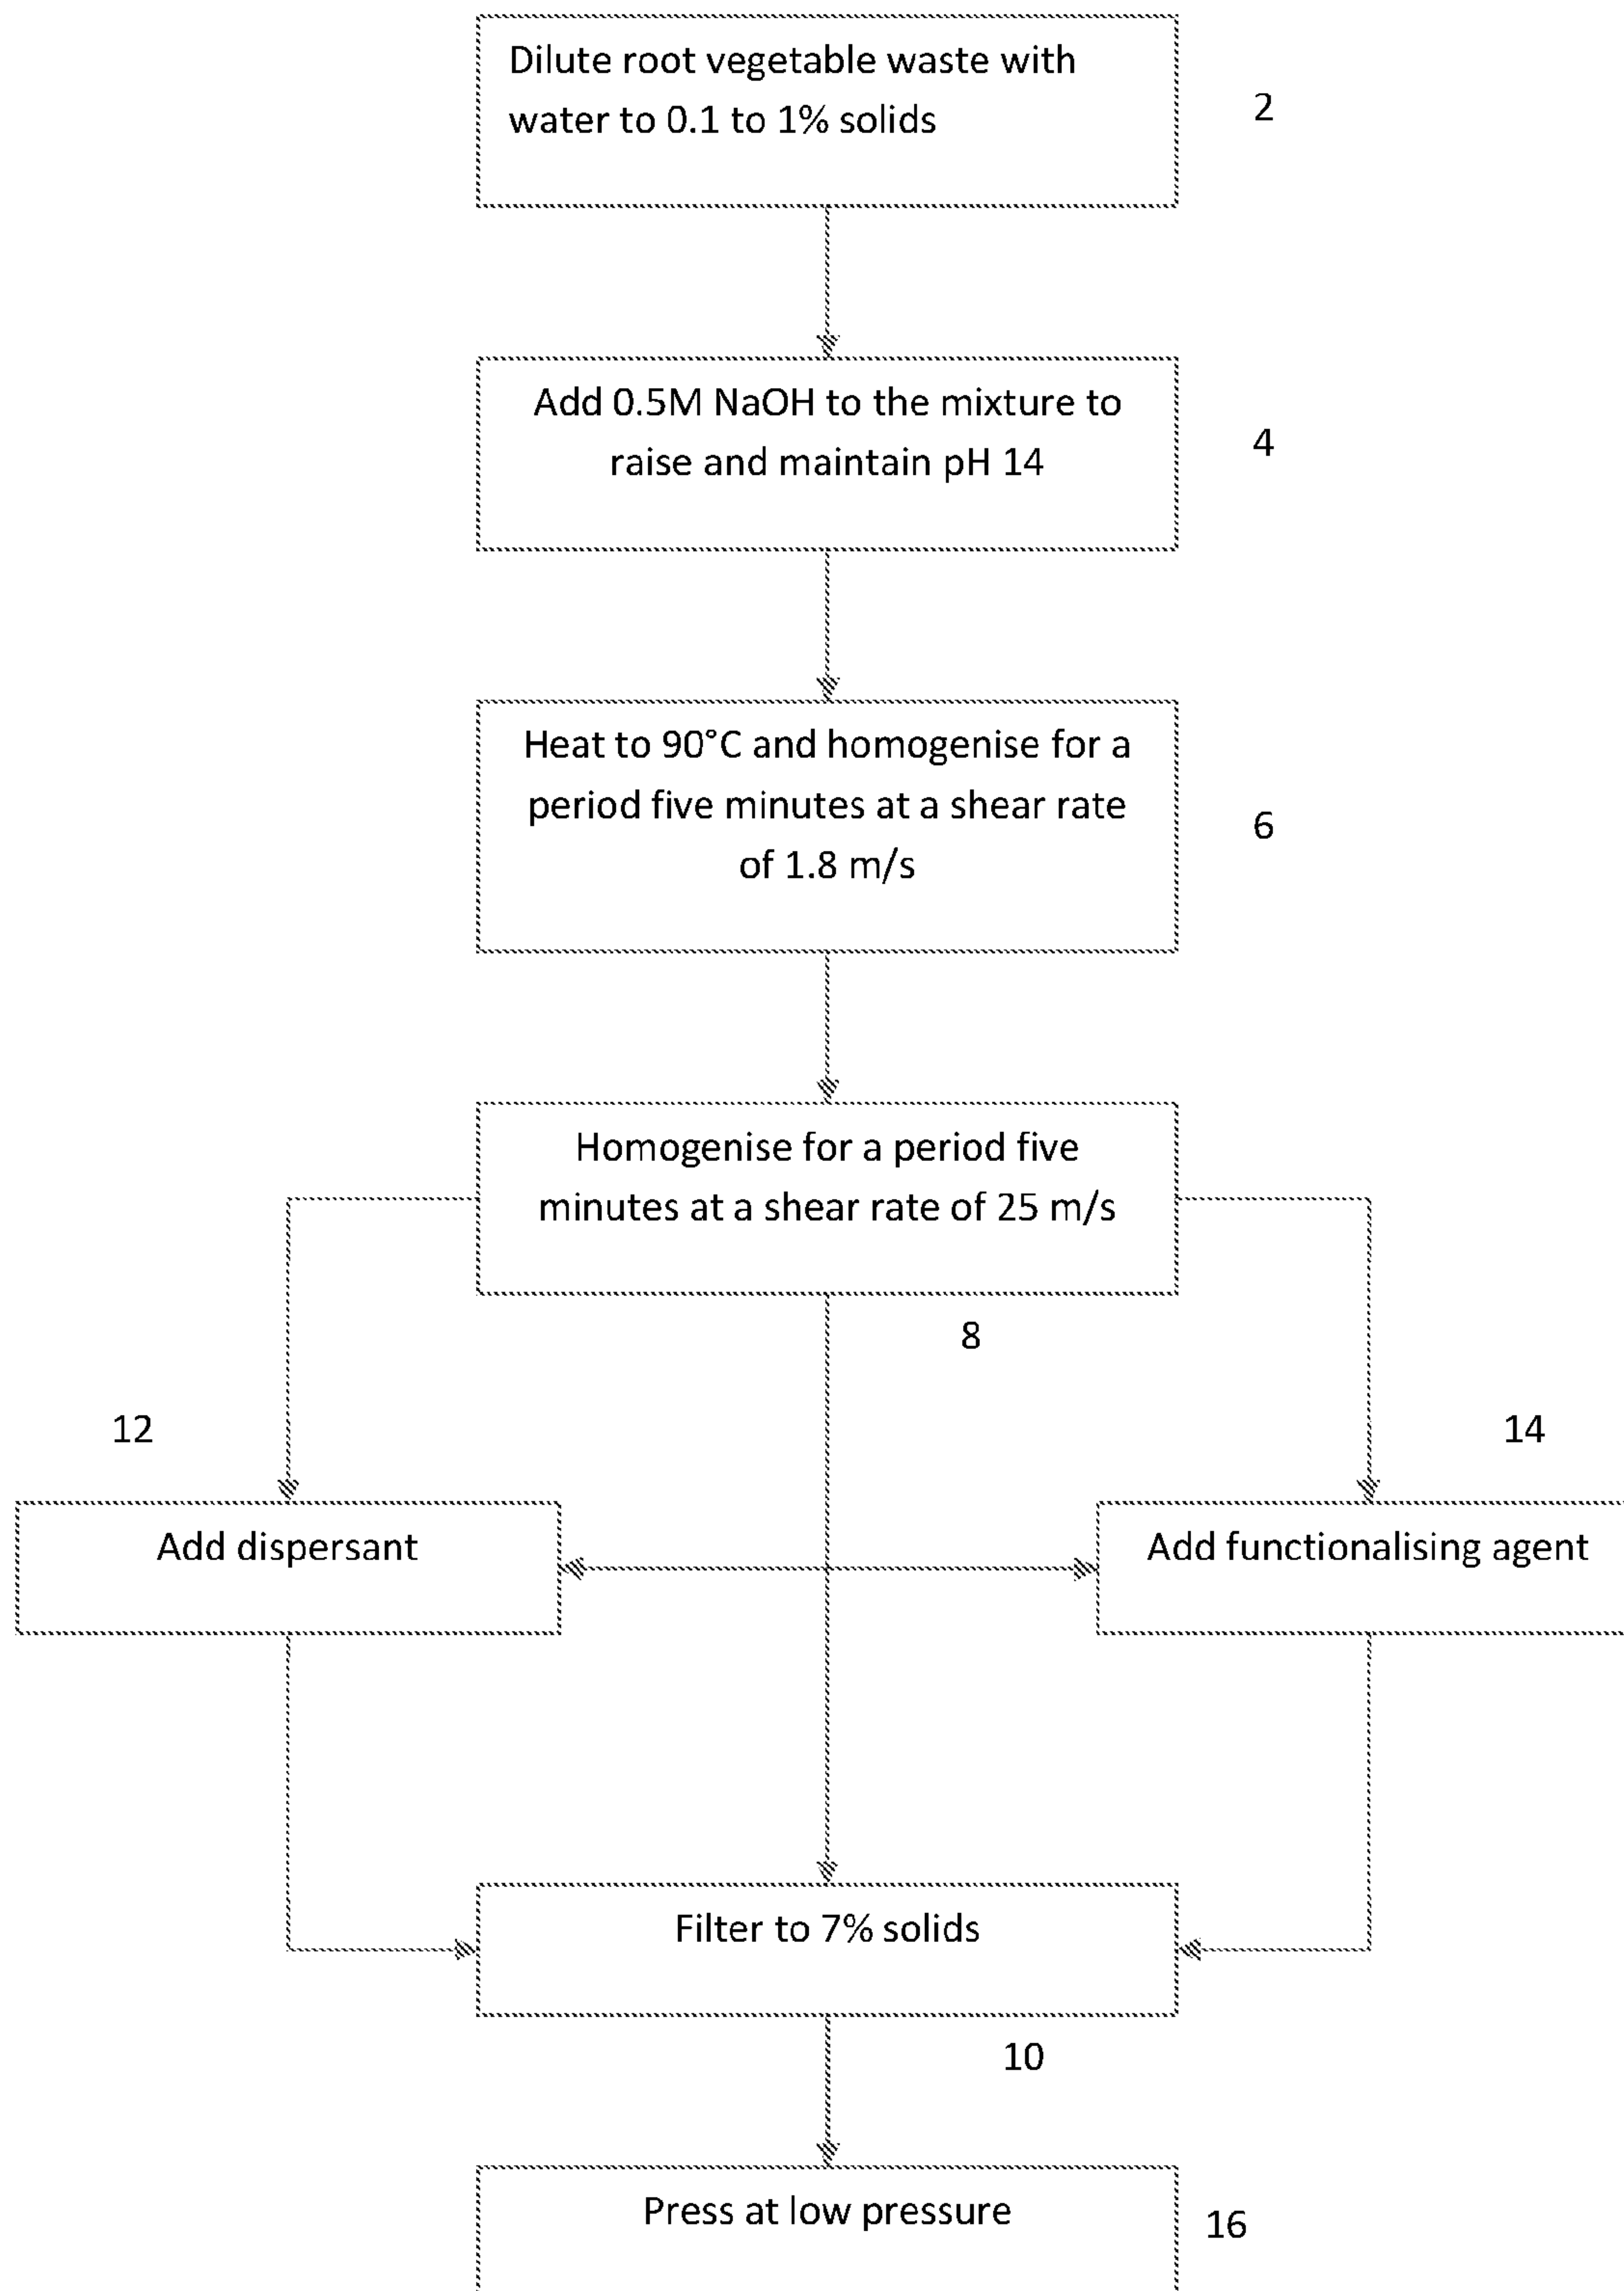 Dilute root vegetable waste with
water to 0.1 to 1% solids
2
Add 0.5M NaOH to the mixture to
raise and maintain pH 14
4
Heat to 90°C and homogenise for a
period five minutes at a shear rate
of 1.8 m/s
6
Homogenise for a period five
minutes at a shear rate of 25 m/s
8
12
14
Add dispersant
Add functionalising agent
Filter to 7% solids
10
Press at low pressure
16